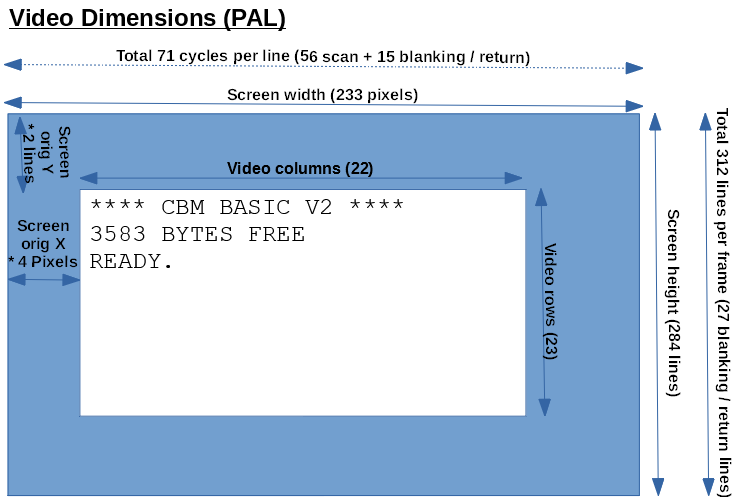 Video Dimensions (PAL)
Total 71 cycles per line (56 scan + 15 blanking / return)
Screen width (233 pixels)
Screen
orig Y
* 2 lines
Video columns (22)
**** CBM BASIC V2 ****
3583 BYTES FREE
READY.
Screen
orig X
* 4 Pixels
Video rows (23)
Screen height (284 lines)
Total 312 lines per frame (27 blanking / return lines)